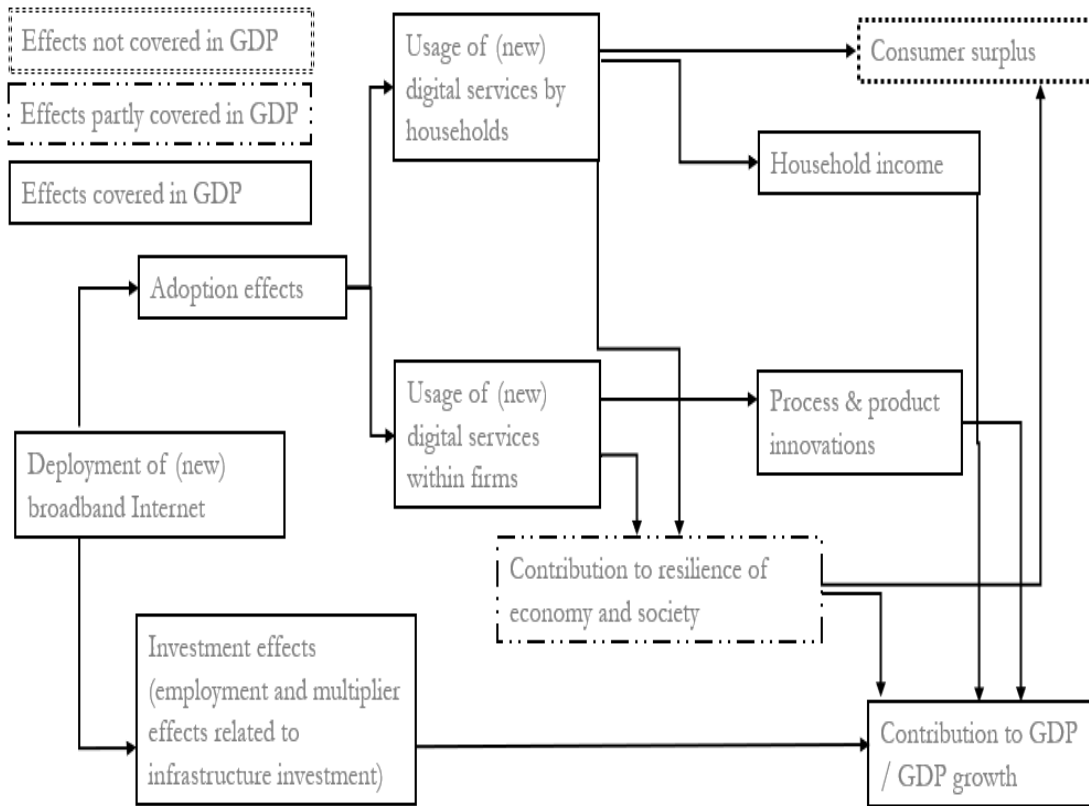 Effects not covered in GDP
Effects partly covered in GDP
Effects covered in GDP
Usage of (new)
digital services by
households
Consumer surplus
Household income
Adoption effects
Usage of (new)
digital services
within firms
Process & product
innovations
Deployment of (new)
broadband Internet
Contribution to resilience of
economy and society
Investment effects
(employment and multiplier
effects related to
infrastructure investment)
Contribution to GDP
/ GDP growth